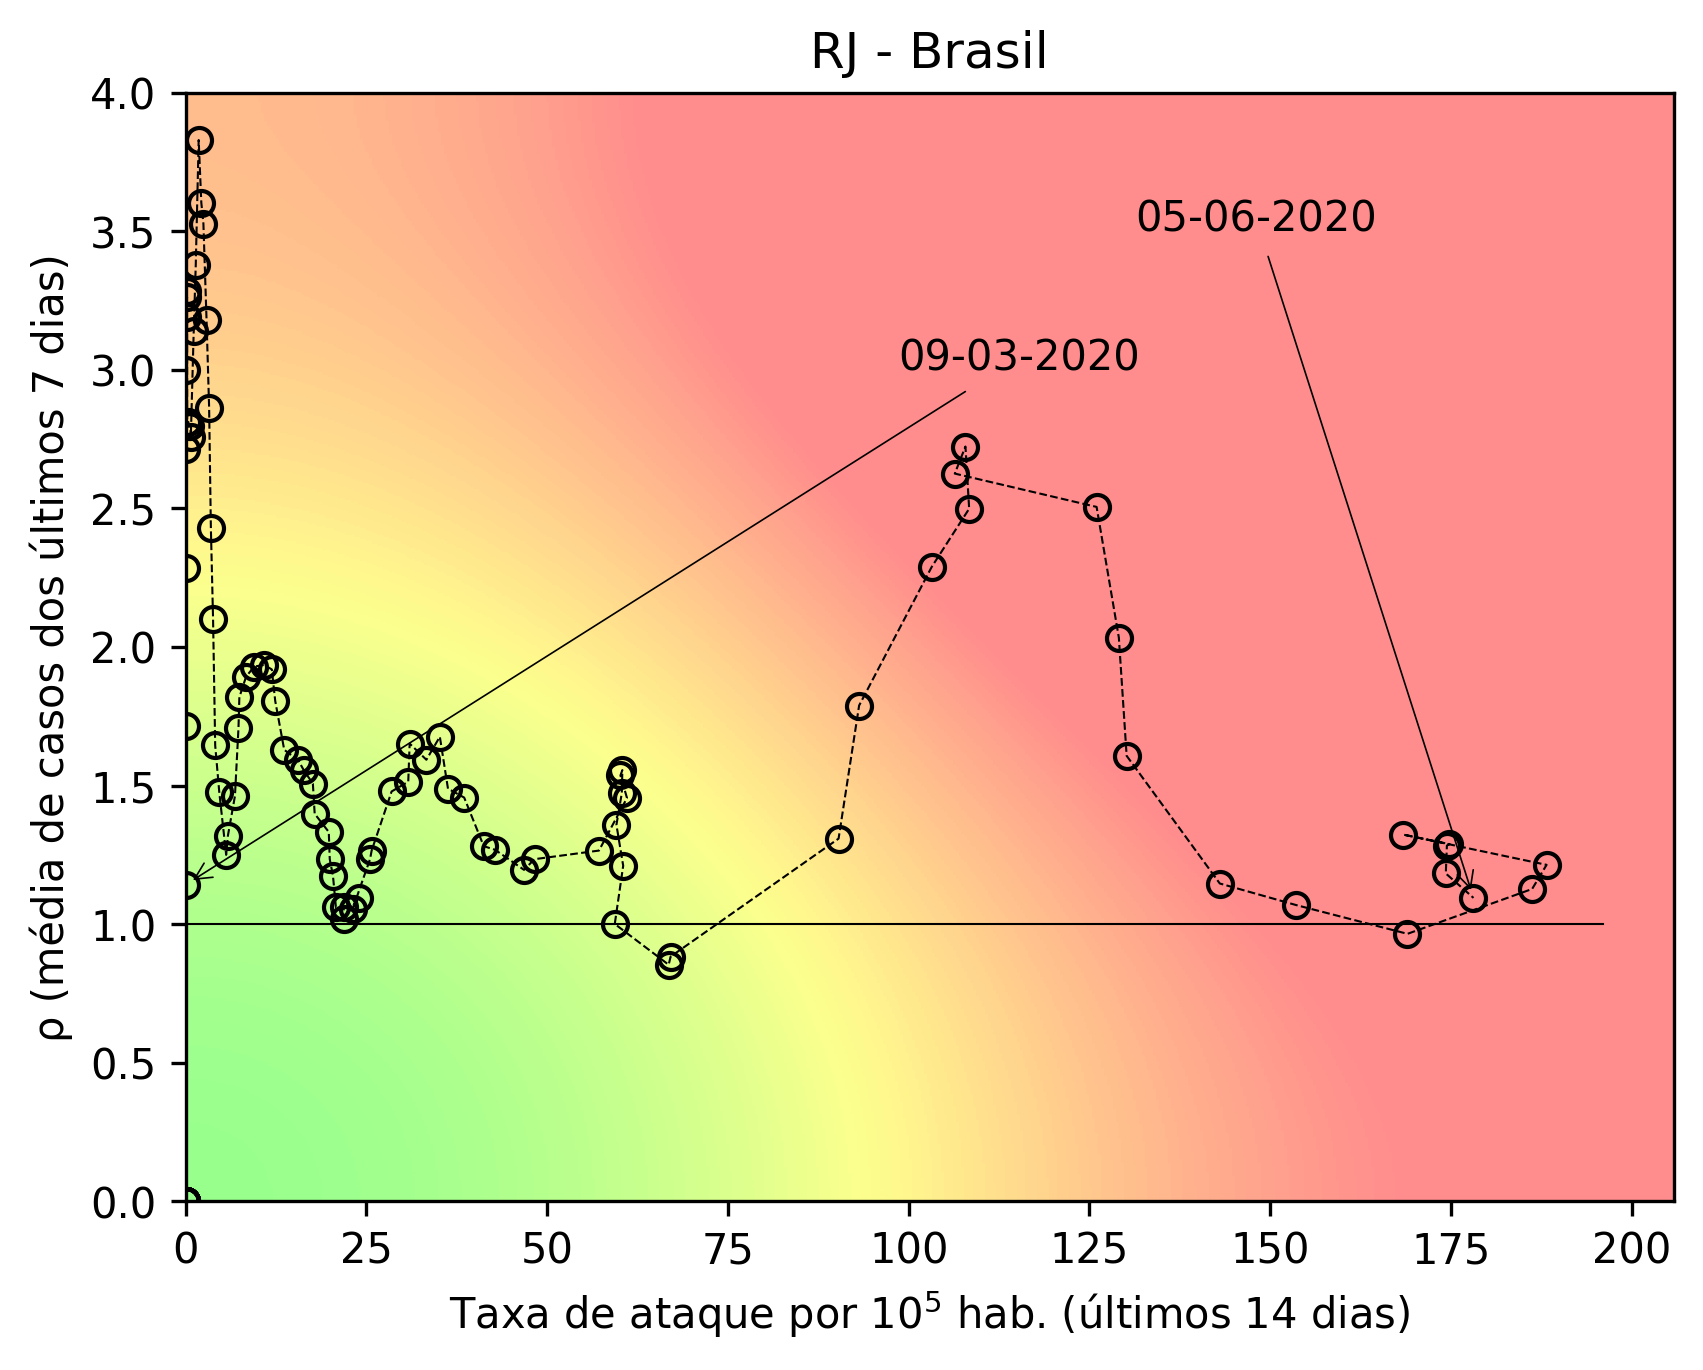 RJ - Brasil
4.0
3.5
3.0
2.5
2.0
1.5
1.0
0.5
0.0
ρ (média de casos dos últimos 7 dias)
05-06-2020
09-03-2020
0 25 50 75 100 125 150 175 200
Taxa de ataque por 10⁵ hab. (últimos 14 dias)